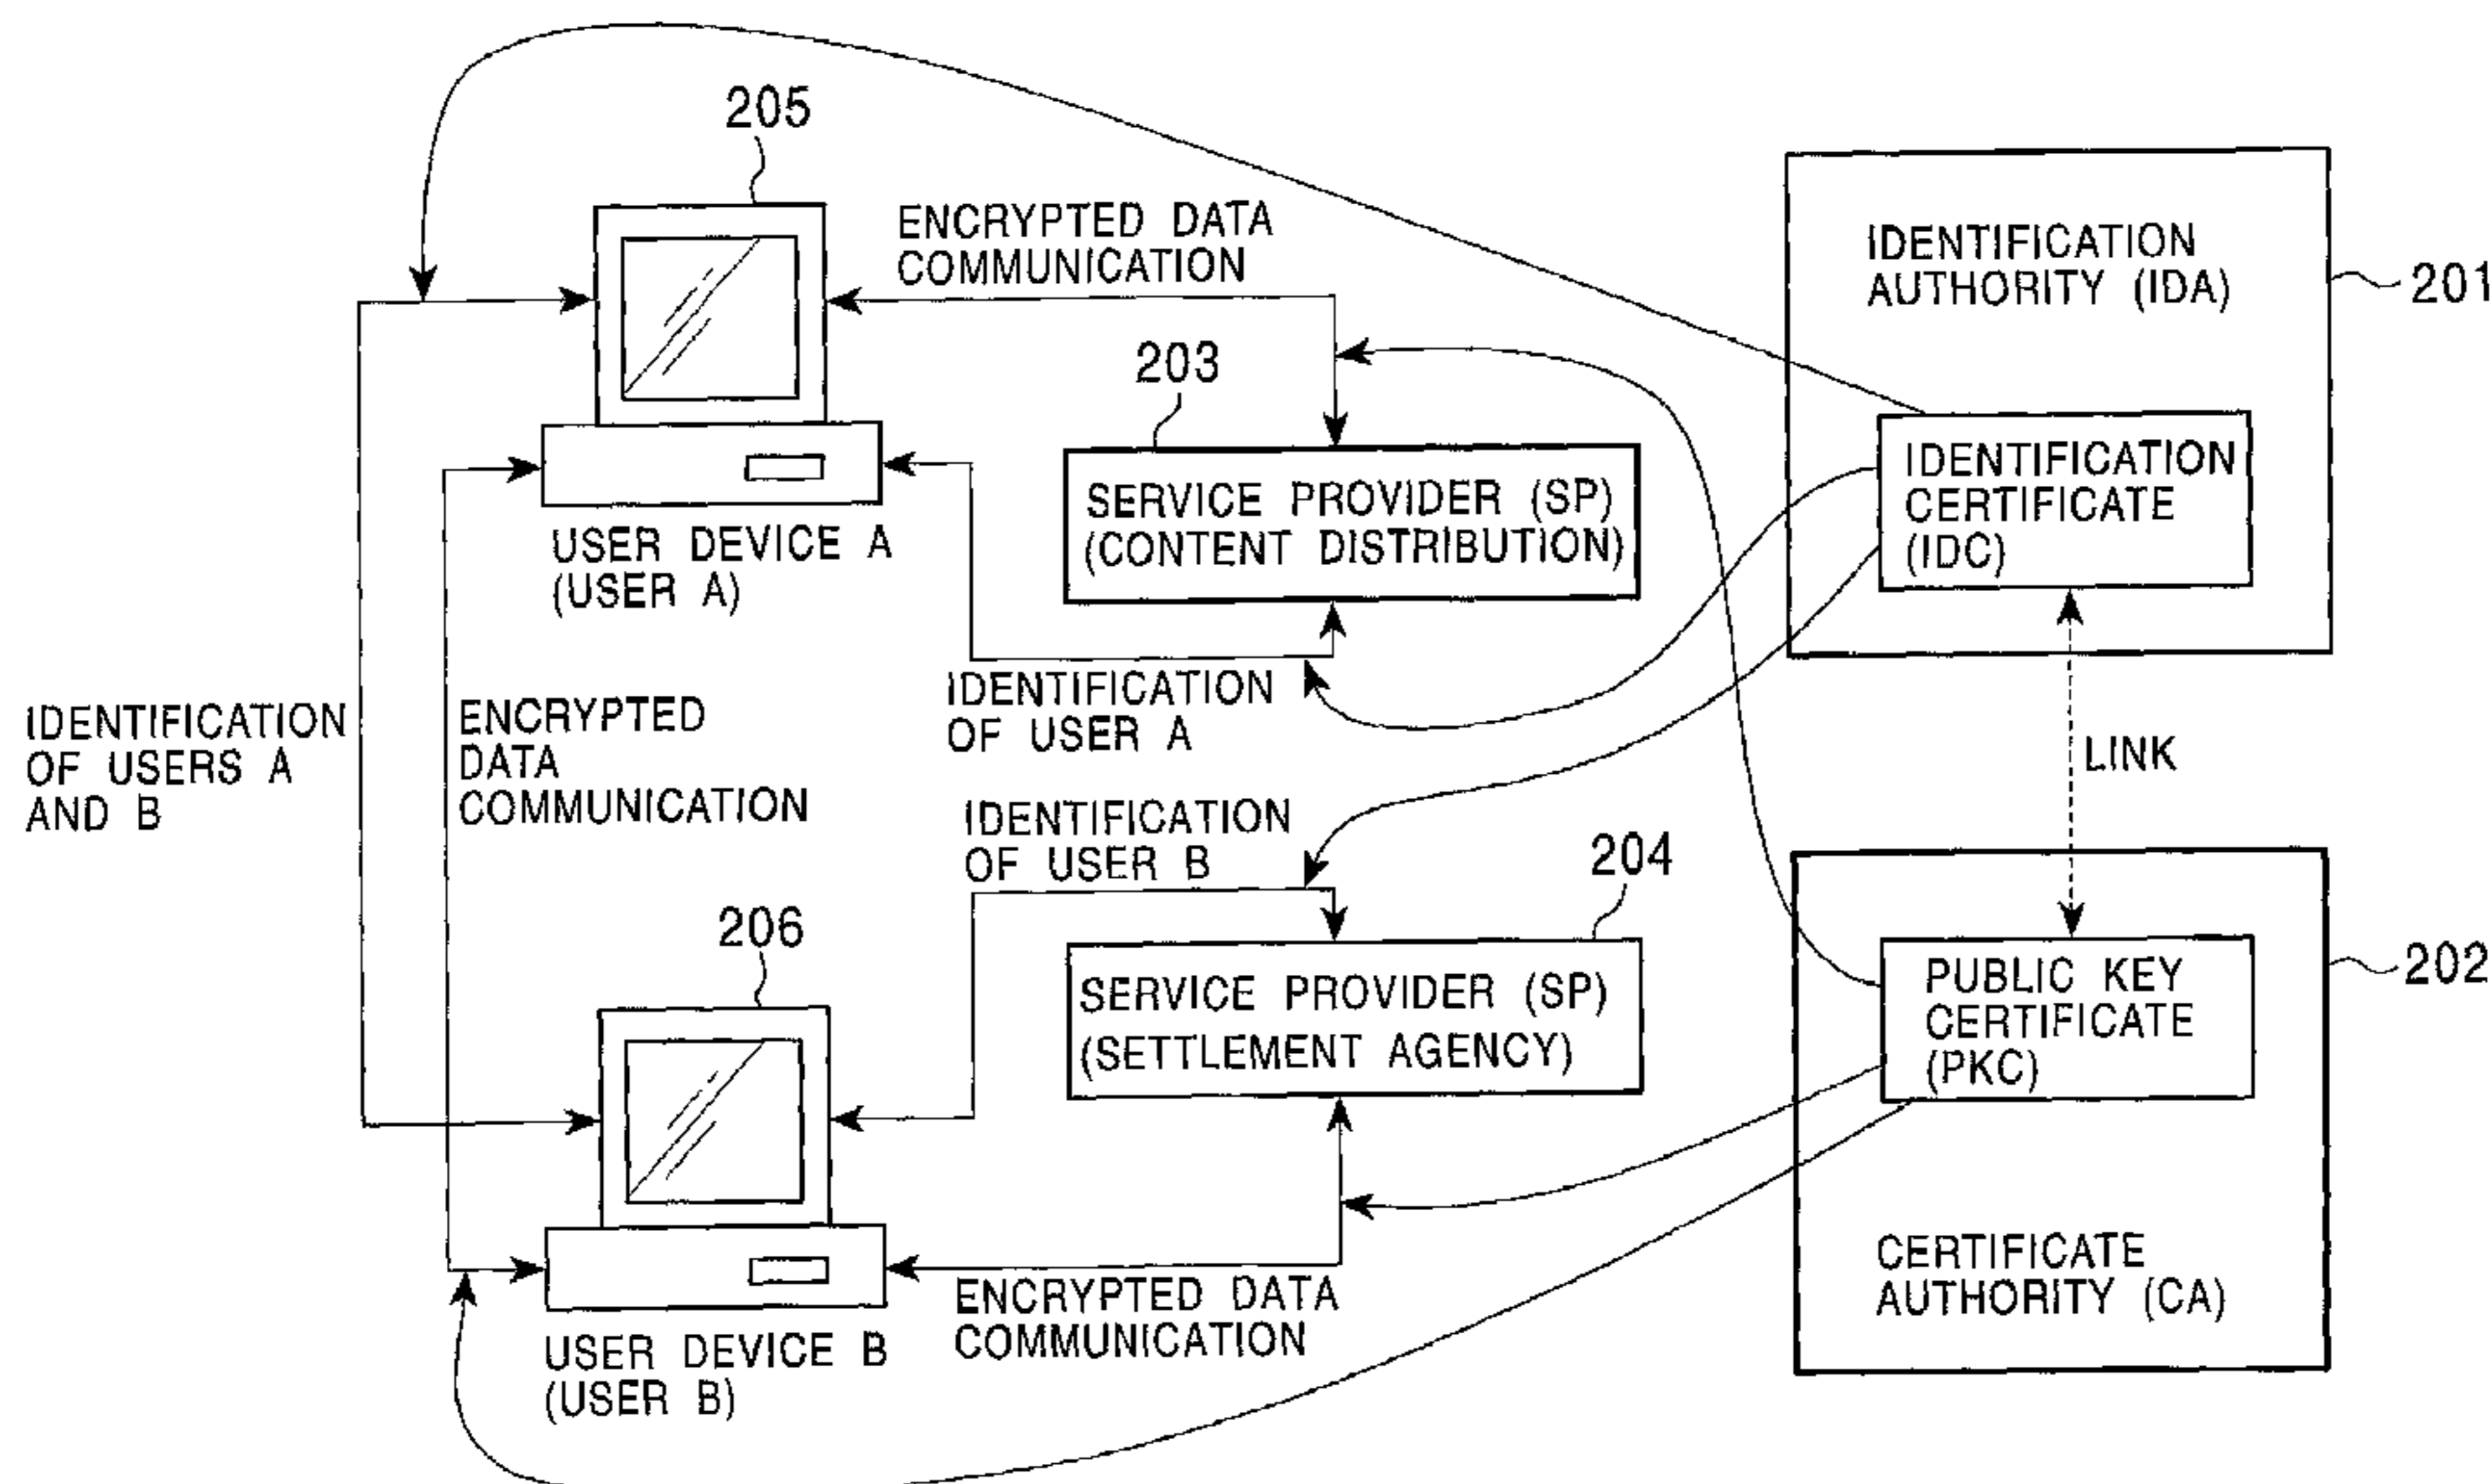 205
ENCRYPTED DATA
COMMUNICATION
IDENTIFICATION
AUTHORITY (IDA)
201
203
IDENTIFICATION
CERTIFICATE
(IDC)
SERVICE PROVIDER (SP)
(CONTENT DISTRIBUTION)
USER DEVICE A
(USER A)
IDENTIFICATION
OF USER A
IDENTIFICATION
OF USERS A
AND B
ENCRYPTED
DATA
COMMUNICATION
LINK
IDENTIFICATION
OF USER B
204
206
SERVICE PROVIDER (SP)
(SETTLEMENT AGENCY)
PUBLIC KEY
CERTIFICATE
(PKC)
202
CERTIFICATE
AUTHORITY (CA)
ENCRYPTED DATA
COMMUNICATION
USER DEVICE B
(USER B)